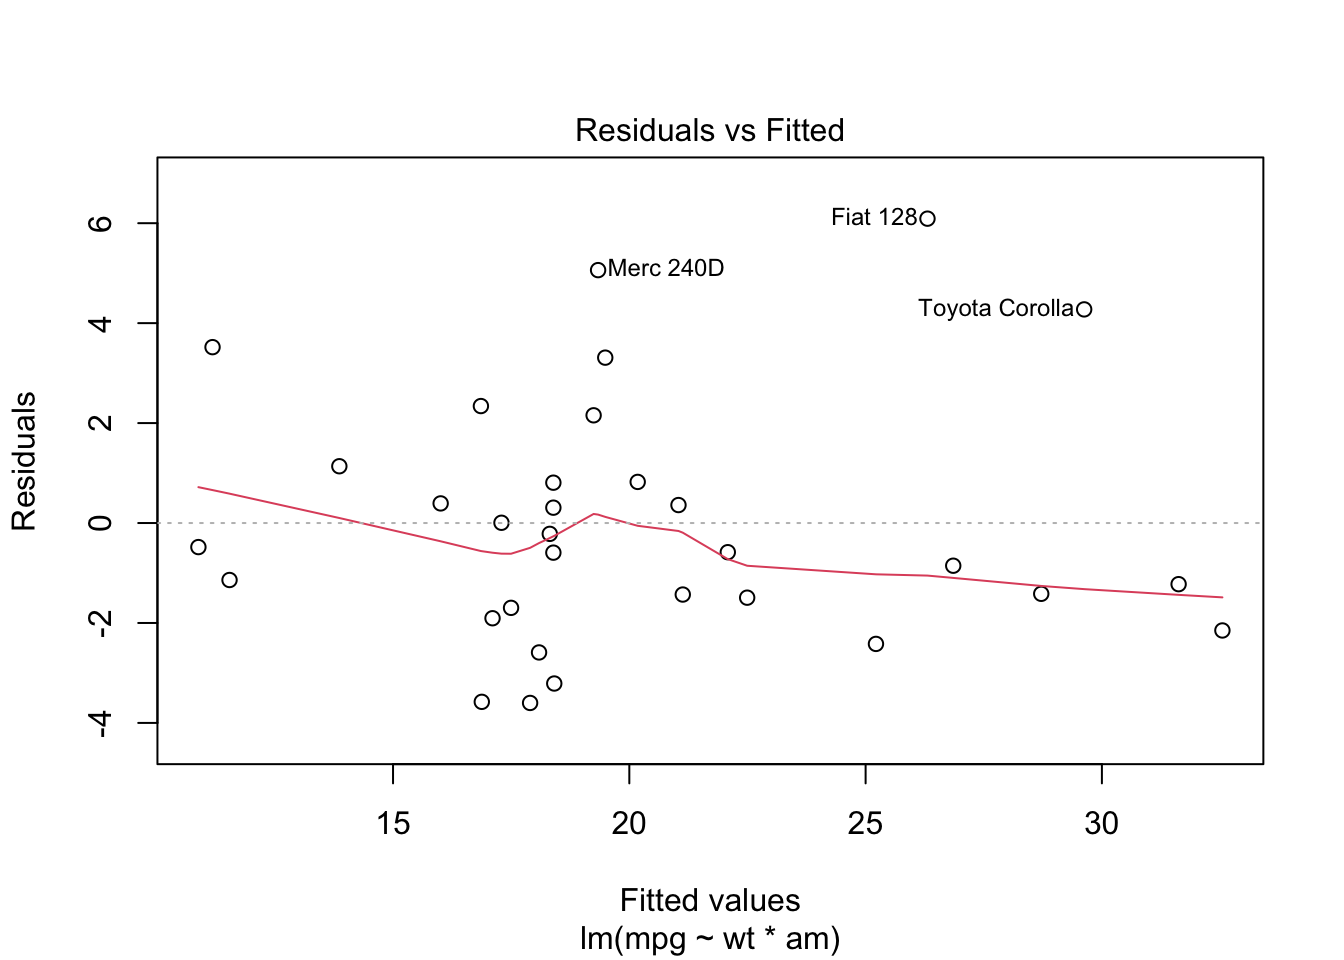 Residuals vs Fitted
Fiat 128
Merc 240D
Toyota Corolla
Residuals
6
4
2
0
-2
-4
15 20 25 30
Fitted values
lm(mpg ~ wt * am)